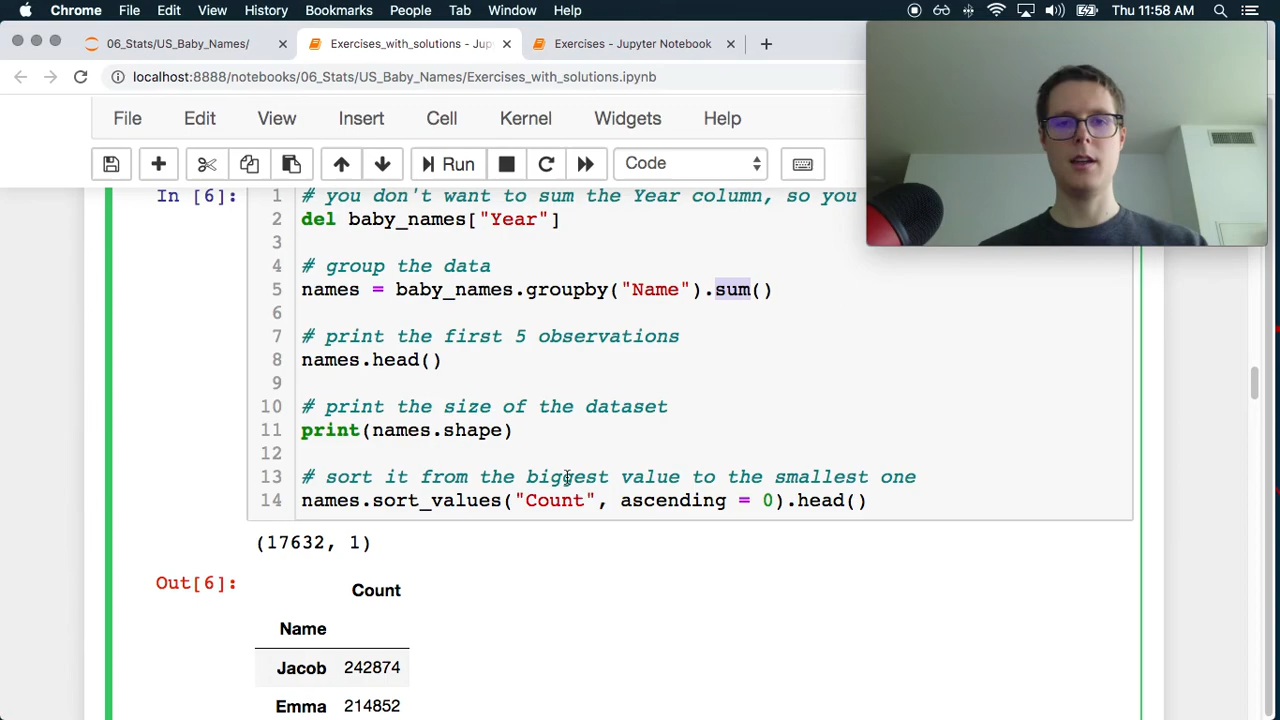 Chrome File Edit View History Bookmarks People Tab Window Help Thu 11:58 AM
06_Stats/US_Baby_Names/ Exercises_with_solutions - Jup Exercises - Jupyter Notebook
localhost:8888/notebooks/06_Stats/US_Baby_Names/Exercises_with_solutions.ipynb
File Edit View Insert Cell Kernel Widgets Help
Run Code
In [6]:
1 # you don't want to sum the Year column, so you
2 del baby_names["Year"]
3
4 # group the data
5 names = baby_names.groupby("Name").sum()
6
7 # print the first 5 observations
8 names.head()
9
10 # print the size of the dataset
11 print(names.shape)
12
13 # sort it from the biggest value to the smallest one
14 names.sort_values("Count", ascending = 0).head()
(17632, 1)
Out[6]:
Count
Name
Jacob 242874
Emma 214852